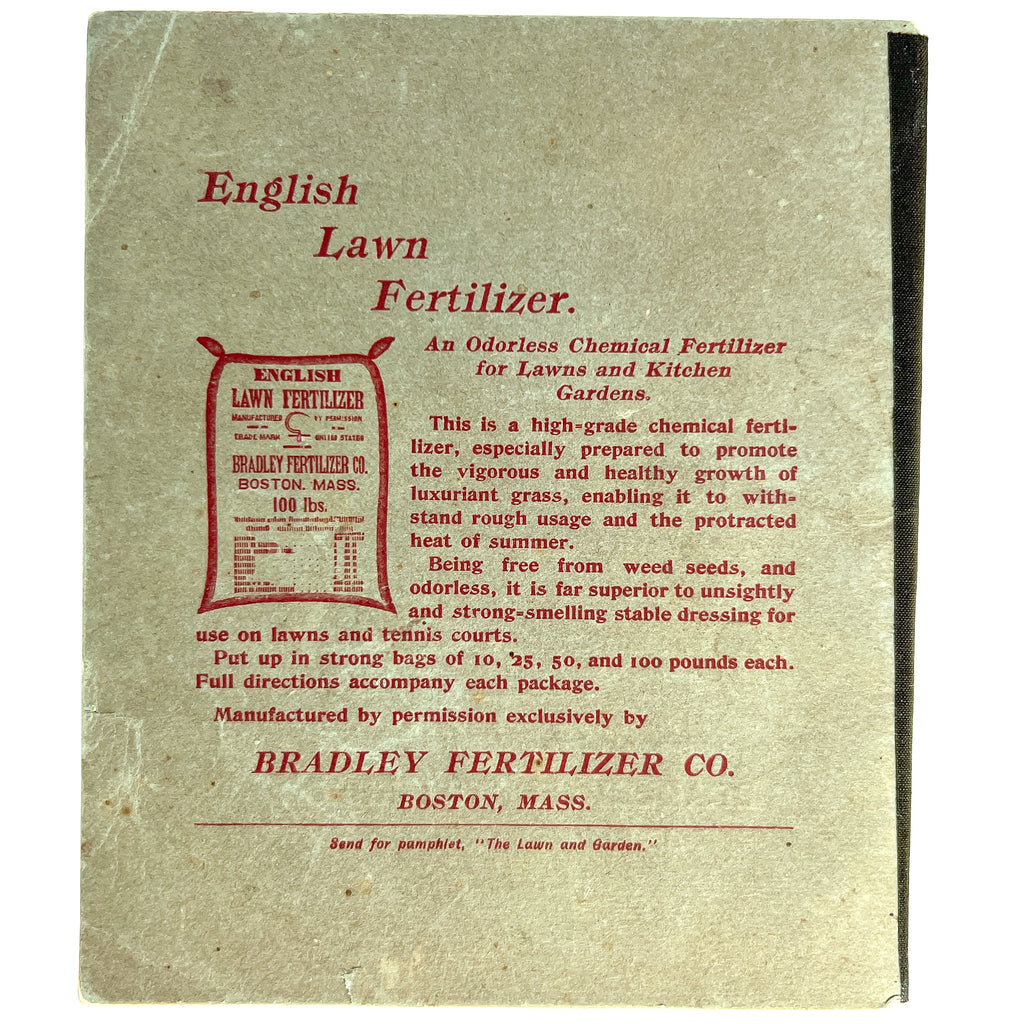 English
Lawn
Fertilizer.
An Odorless Chemical Fertilizer
for Lawns and Kitchen
Gardens.
ENGLISH
LAWN FERTILIZER
MANUFACTURED BY PERMISSION
TRADE MARK UNITED STATES
BRADLEY FERTILIZER CO.
BOSTON. MASS.
100 lbs.
This is a high-grade chemical ferti-
lizer, especially prepared to promote
the vigorous and healthy growth of
luxuriant grass, enabling it to with-
stand rough usage and the protracted
heat of summer.
Being free from weed seeds, and
odorless, it is far superior to unsightly
and strong-smelling stable dressing for
use on lawns and tennis courts.
Put up in strong bags of 10, 25, 50, and 100 pounds each.
Full directions accompany each package.
Manufactured by permission exclusively by
BRADLEY FERTILIZER CO.
BOSTON, MASS.
Send for pamphlet, "The Lawn and Garden."